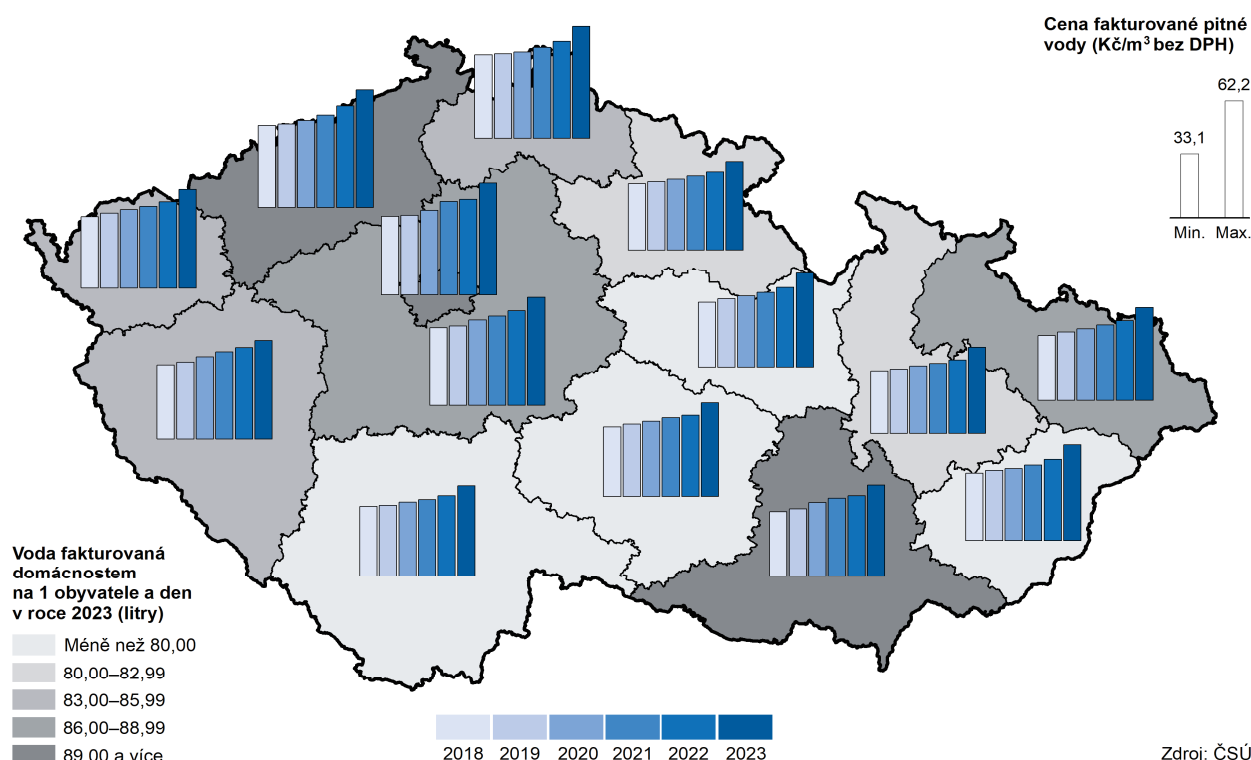 Cena fakturované pitné
vody (Kč/m³ bez DPH)
62,2
33,1
Min. Max.
Voda fakturovaná
domácnostem
na 1 obyvatele a den
v roce 2023 (litry)
Méně než 80,00
80,00–82,99
83,00–85,99
86,00–88,99
89,00 a více
2018 2019 2020 2021 2022 2023
Zdroj: ČSÚ